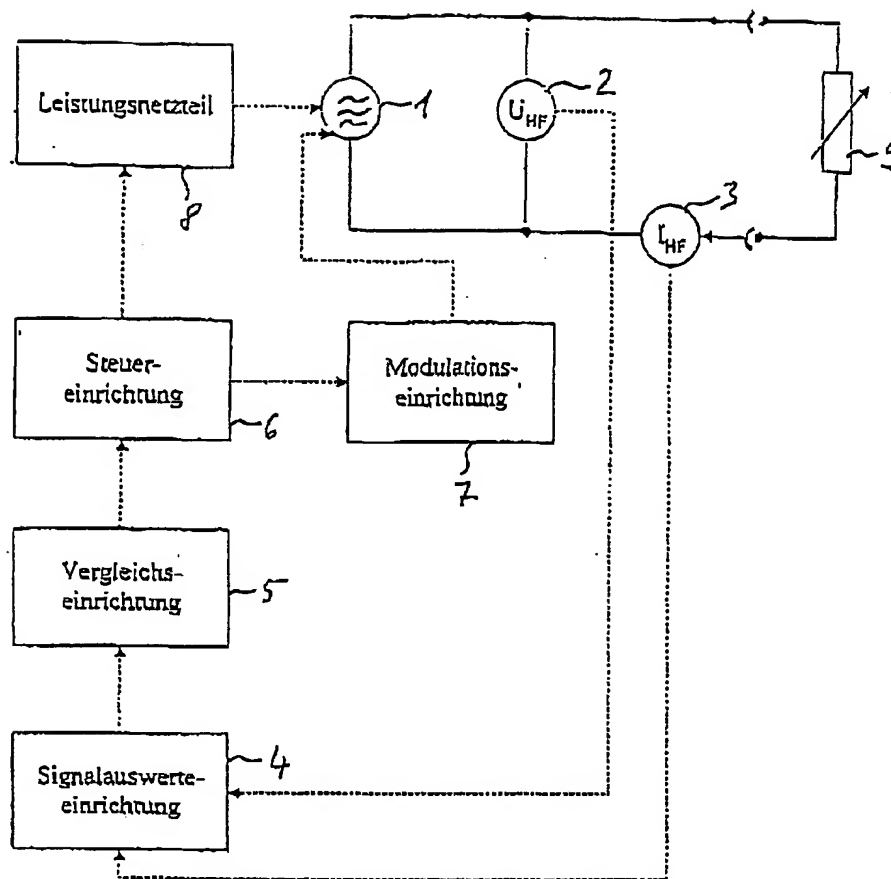 Leistungsnetzteil
8
1
2
U_HF
3
I_HF
Steuer-
einrichtung
6
Modulations-
einrichtung
7
Vergleichs-
einrichtung
5
Signalauswerte-
einrichtung
4